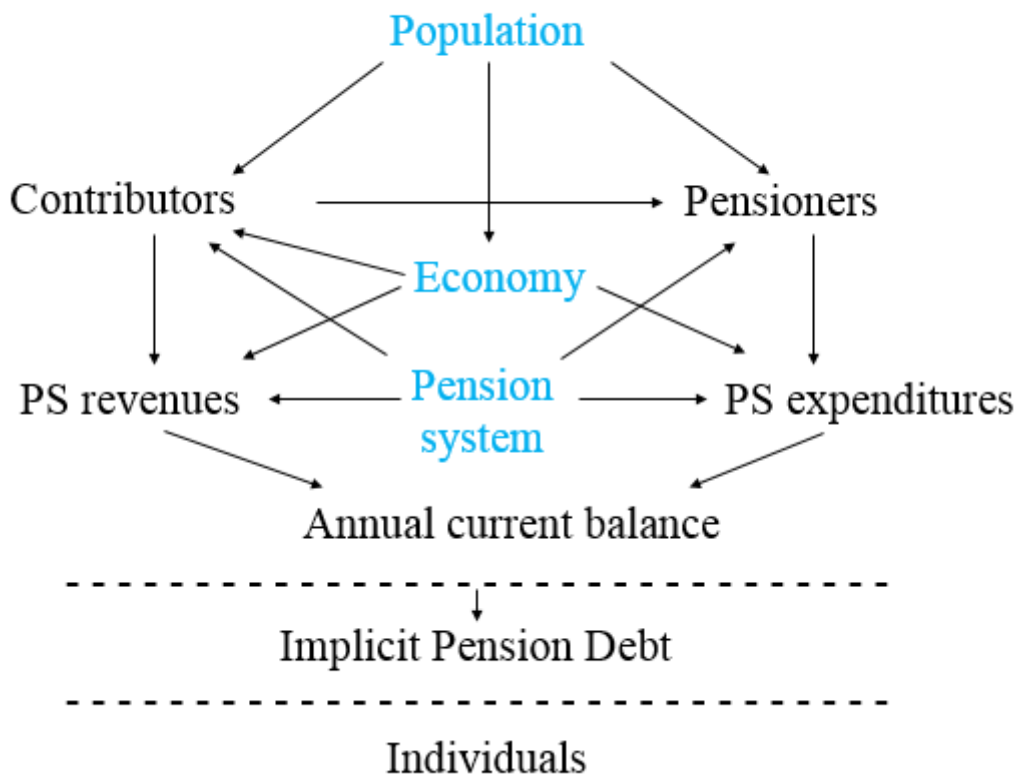 Population
Contributors
Pensioners
Economy
PS revenues
Pension
system
PS expenditures
Annual current balance
Implicit Pension Debt
Individuals